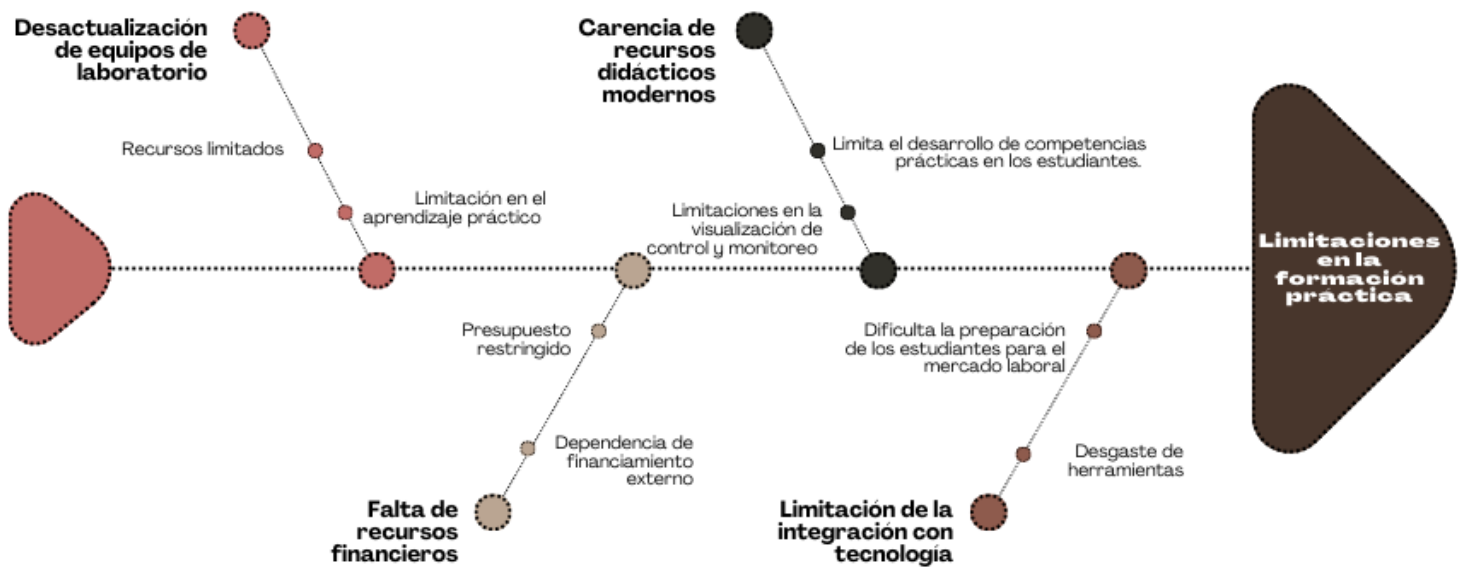 Desactualización
de equipos de
laboratorio
Recursos limitados
Limitación en el
aprendizaje práctico
Carencia de
recursos
didácticos
modernos
Limita el desarrollo de competencias
prácticas en los estudiantes.
Limitaciones en la
visualización de
control y monitoreo
Presupuesto
restringido
Dependencia de
financiamiento
externo
Falta de
recursos
financieros
Dificulta la preparación
de los estudiantes para el
mercado laboral
Desgaste de
herramientas
Limitación de la
integración con
tecnología
Limitaciones
en la
formación
práctica